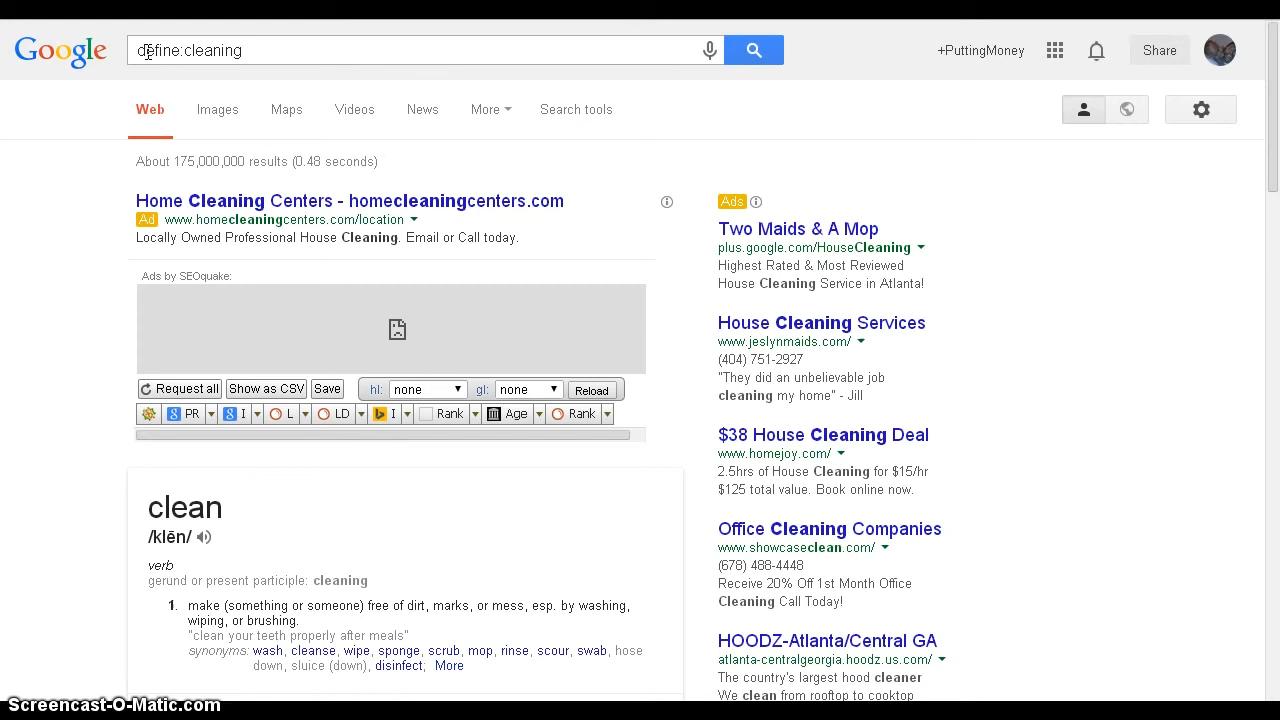 Google
define:cleaning
+PuttingMoney
Share
Web
Images
Maps
Videos
News
More
Search tools
About 175,000,000 results (0.48 seconds)
Home Cleaning Centers - homecleaningcenters.com
Ad www.homecleaningcenters.com/location
Locally Owned Professional House Cleaning. Email or Call today.
Ads by SEOquake:
Request all Show as CSV Save hl: none gl: none Reload
PR I L LD I Rank Age Rank
clean
/klēn/
verb
gerund or present participle: cleaning
1. make (something or someone) free of dirt, marks, or mess, esp. by washing,
wiping, or brushing.
"clean your teeth properly after meals"
synonyms: wash, cleanse, wipe, sponge, scrub, mop, rinse, scour, swab, hose
down, sluice (down), disinfect; More
Ads
Two Maids & A Mop
plus.google.com/HouseCleaning
Highest Rated & Most Reviewed
House Cleaning Service in Atlanta!
House Cleaning Services
www.jeslynmaids.com/
(404) 751-2927
"They did an unbelievable job
cleaning my home" - Jill
$38 House Cleaning Deal
www.homejoy.com/
2.5hrs of House Cleaning for $15/hr
$125 total value. Book online now.
Office Cleaning Companies
www.showcaseclean.com/
(678) 488-4448
Receive 20% Off 1st Month Office
Cleaning Call Today!
HOODZ-Atlanta/Central GA
atlanta-centralgeorgia.hoodz.us.com/
The country's largest hood cleaner
We clean from rooftop to cooktop
Screencast-O-Matic.com